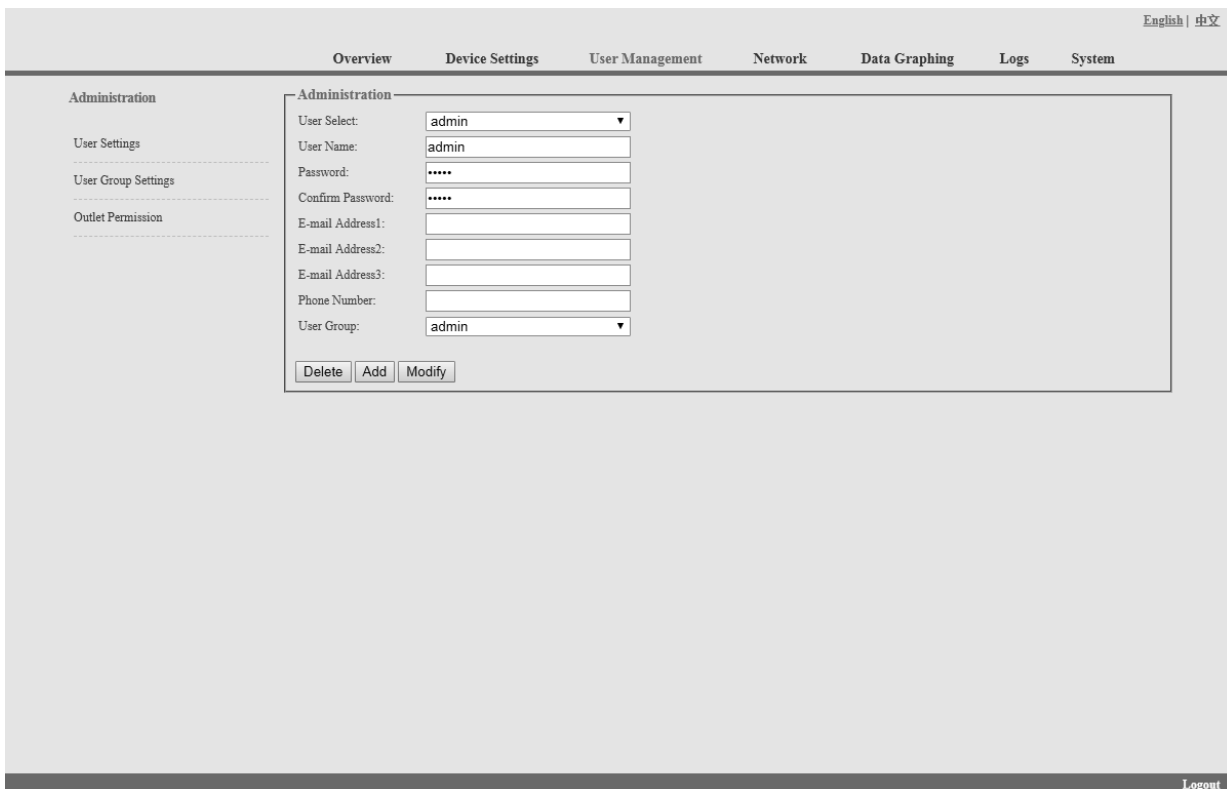 English | 中文
Overview Device Settings User Management Network Data Graphing Logs System
Administration
User Settings
User Group Settings
Outlet Permission
Administration
User Select: admin
User Name: admin
Password: •••••
Confirm Password: •••••
E-mail Address1:
E-mail Address2:
E-mail Address3:
Phone Number:
User Group: admin
Delete Add Modify
Logout